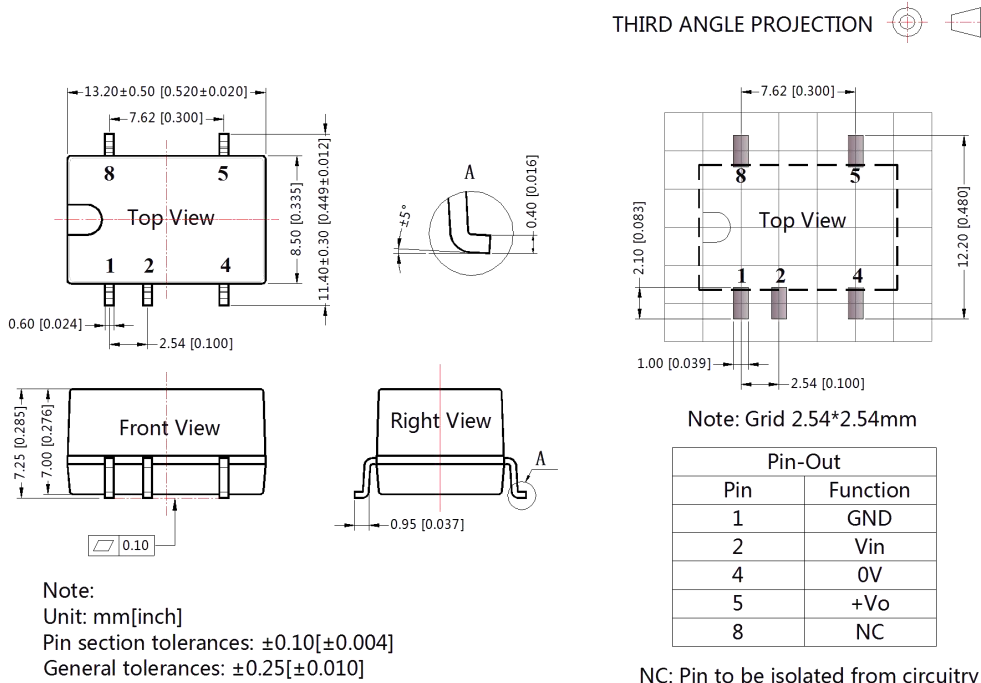 THIRD ANGLE PROJECTION
13.20±0.50 [0.520±0.020]
7.62 [0.300]
8
5
Top View
1
2
4
8.50 [0.335]
11.40±0.30 [0.449±0.012]
0.60 [0.024]
2.54 [0.100]
A
±5°
0.40 [0.016]
7.62 [0.300]
8
5
Top View
1
2
4
2.10 [0.083]
12.20 [0.480]
1.00 [0.039]
2.54 [0.100]
Note: Grid 2.54*2.54mm
7.25 [0.285]
7.00 [0.276]
Front View
0.10
Right View
A
0.95 [0.037]
Pin-Out
Pin Function
1 GND
2 Vin
4 0V
5 +Vo
8 NC
NC: Pin to be isolated from circuitry
Note:
Unit: mm[inch]
Pin section tolerances: ±0.10[±0.004]
General tolerances: ±0.25[±0.010]